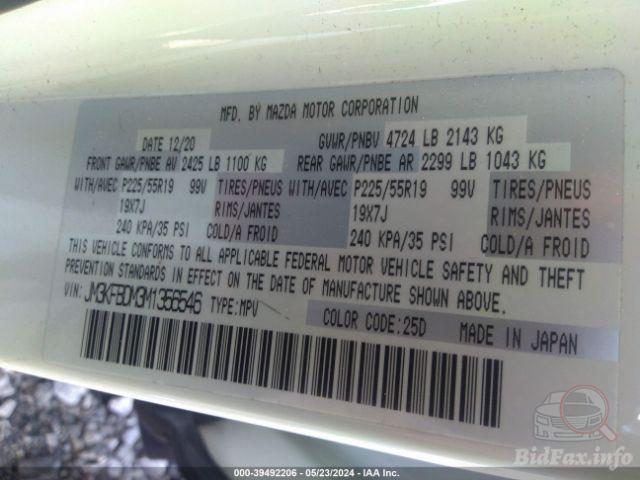 MFD. BY MAZDA MOTOR CORPORATION
DATE 12/20 GVWR/PNBV 4724 LB 2143 KG
FRONT GAWR/PNBE AV 2425 LB 1100 KG REAR GAWR/PNBE AR 2299 LB 1043 KG
WITH/AVEC P225/55R19 99V TIRES/PNEUS WITH/AVEC P225/55R19 99V TIRES/PNEUS
19X7J RIMS/JANTES 19X7J RIMS/JANTES
240 KPA/35 PSI COLD/A FROID 240 KPA/35 PSI COLD/A FROID
THIS VEHICLE CONFORMS TO ALL APPLICABLE FEDERAL MOTOR VEHICLE SAFETY AND THEFT
PREVENTION STANDARDS IN EFFECT ON THE DATE OF MANUFACTURE SHOWN ABOVE.
VIN: JM3KFBDM3M1356546 TYPE:MPV
COLOR CODE:25D MADE IN JAPAN
000-39492206 - 05/23/2024 - IAA Inc.
BidFax.info